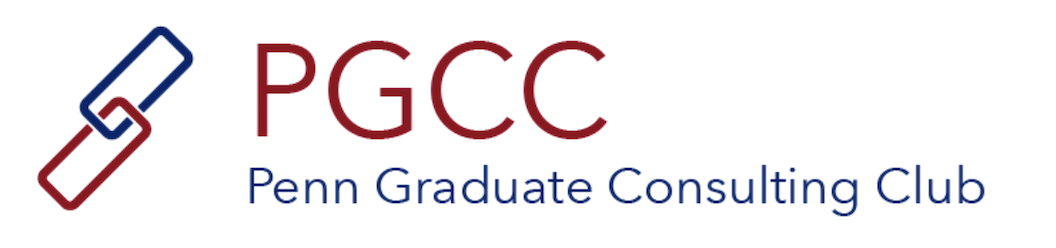 PGCC
Penn Graduate Consulting Club